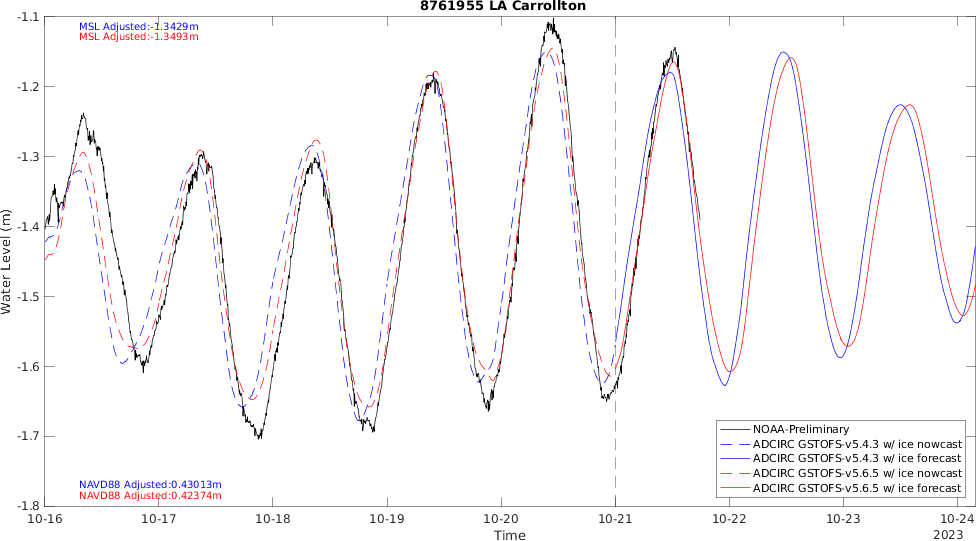 8761955 LA Carrollton
MSL Adjusted:-1.3429m
MSL Adjusted:-1.3493m
-1.1
-1.2
-1.3
-1.4
-1.5
-1.6
-1.7
-1.8
Water Level (m)
NOAA-Preliminary
ADCIRC GSTOFS-v5.4.3 w/ ice nowcast
ADCIRC GSTOFS-v5.4.3 w/ ice forecast
ADCIRC GSTOFS-v5.6.5 w/ ice nowcast
ADCIRC GSTOFS-v5.6.5 w/ ice forecast
NAVD88 Adjusted:0.43013m
NAVD88 Adjusted:0.42374m
10-16 10-17 10-18 10-19 10-20 10-21 10-22 10-23 10-24
Time
2023